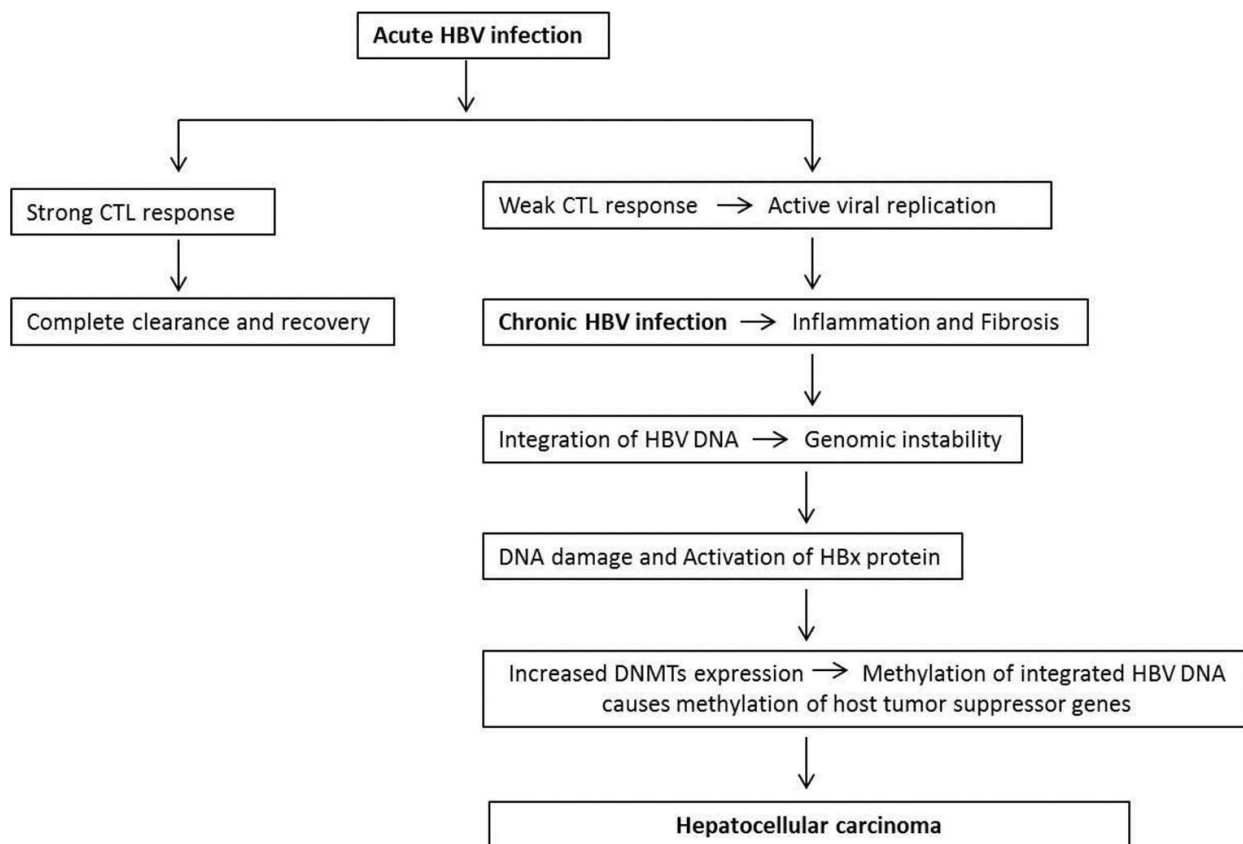 Acute HBV infection
Strong CTL response
Weak CTL response → Active viral replication
Complete clearance and recovery
Chronic HBV infection → Inflammation and Fibrosis
Integration of HBV DNA → Genomic instability
DNA damage and Activation of HBx protein
Increased DNMTs expression → Methylation of integrated HBV DNA
causes methylation of host tumor suppressor genes
Hepatocellular carcinoma